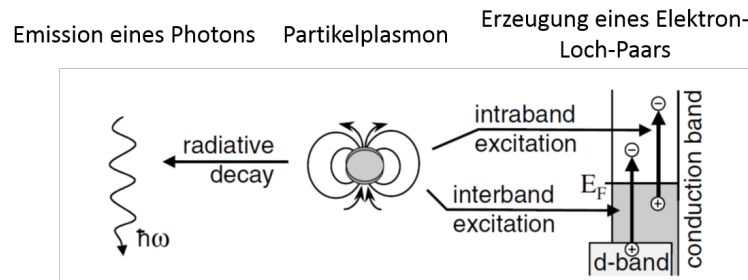 Emission eines Photons
Partikelplasmon
Erzeugung eines Elektron-
Loch-Paars
radiative
decay
ħω
intraband
excitation
interband
excitation
E_F
d-band
conduction band